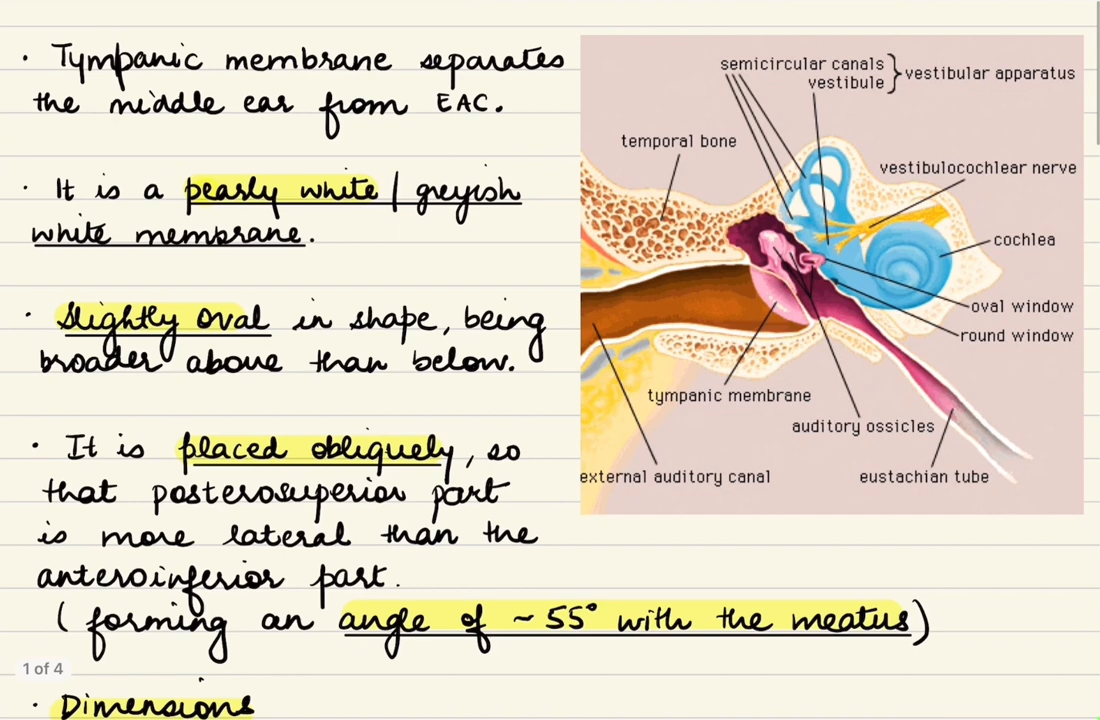 · Tympanic membrane separates
the middle ear from EAC.
· It is a pearly white / greyish
white membrane.
· Slightly oval in shape, being
broader above than below.
· It is placed obliquely, so
that posterosuperior part
is more lateral than the
anteroinferior part.
( forming an angle of ~ 55° with the meatus)
1 of 4
· Dimensions
semicircular canals
vestibule
vestibular apparatus
temporal bone
vestibulocochlear nerve
cochlea
oval window
round window
tympanic membrane
auditory ossicles
external auditory canal
eustachian tube